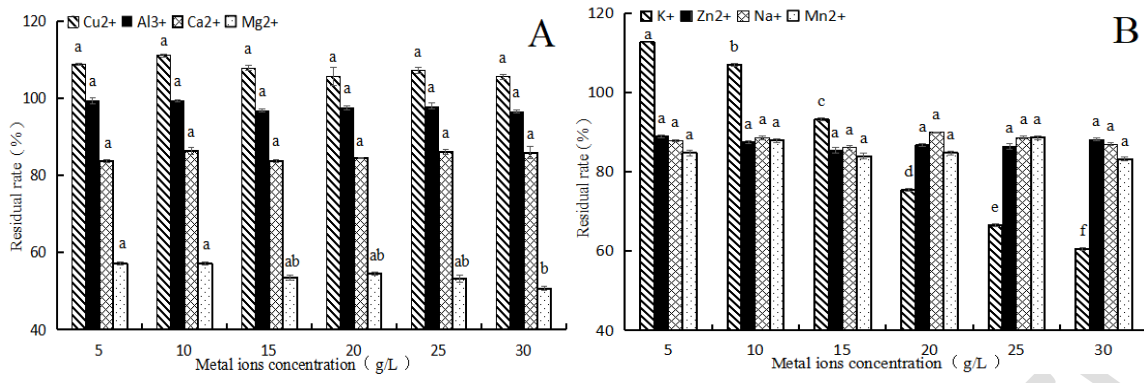 Cu2+ Al3+ Ca2+ Mg2+
A
120
100
80
60
40
Residual rate（%）
a a a a
a a a a
a a a ab
a a a ab
a a a ab
a a a b
5 10 15 20 25 30
Metal ions concentration（ g/L）
K+ Zn2+ Na+ Mn2+
B
120
100
80
60
40
Residual rate（%）
a a a a
b a a a
c a a a
d a a a
e a a a
f a a a
5 10 15 20 25 30
Metal ions concentration（ g/L）